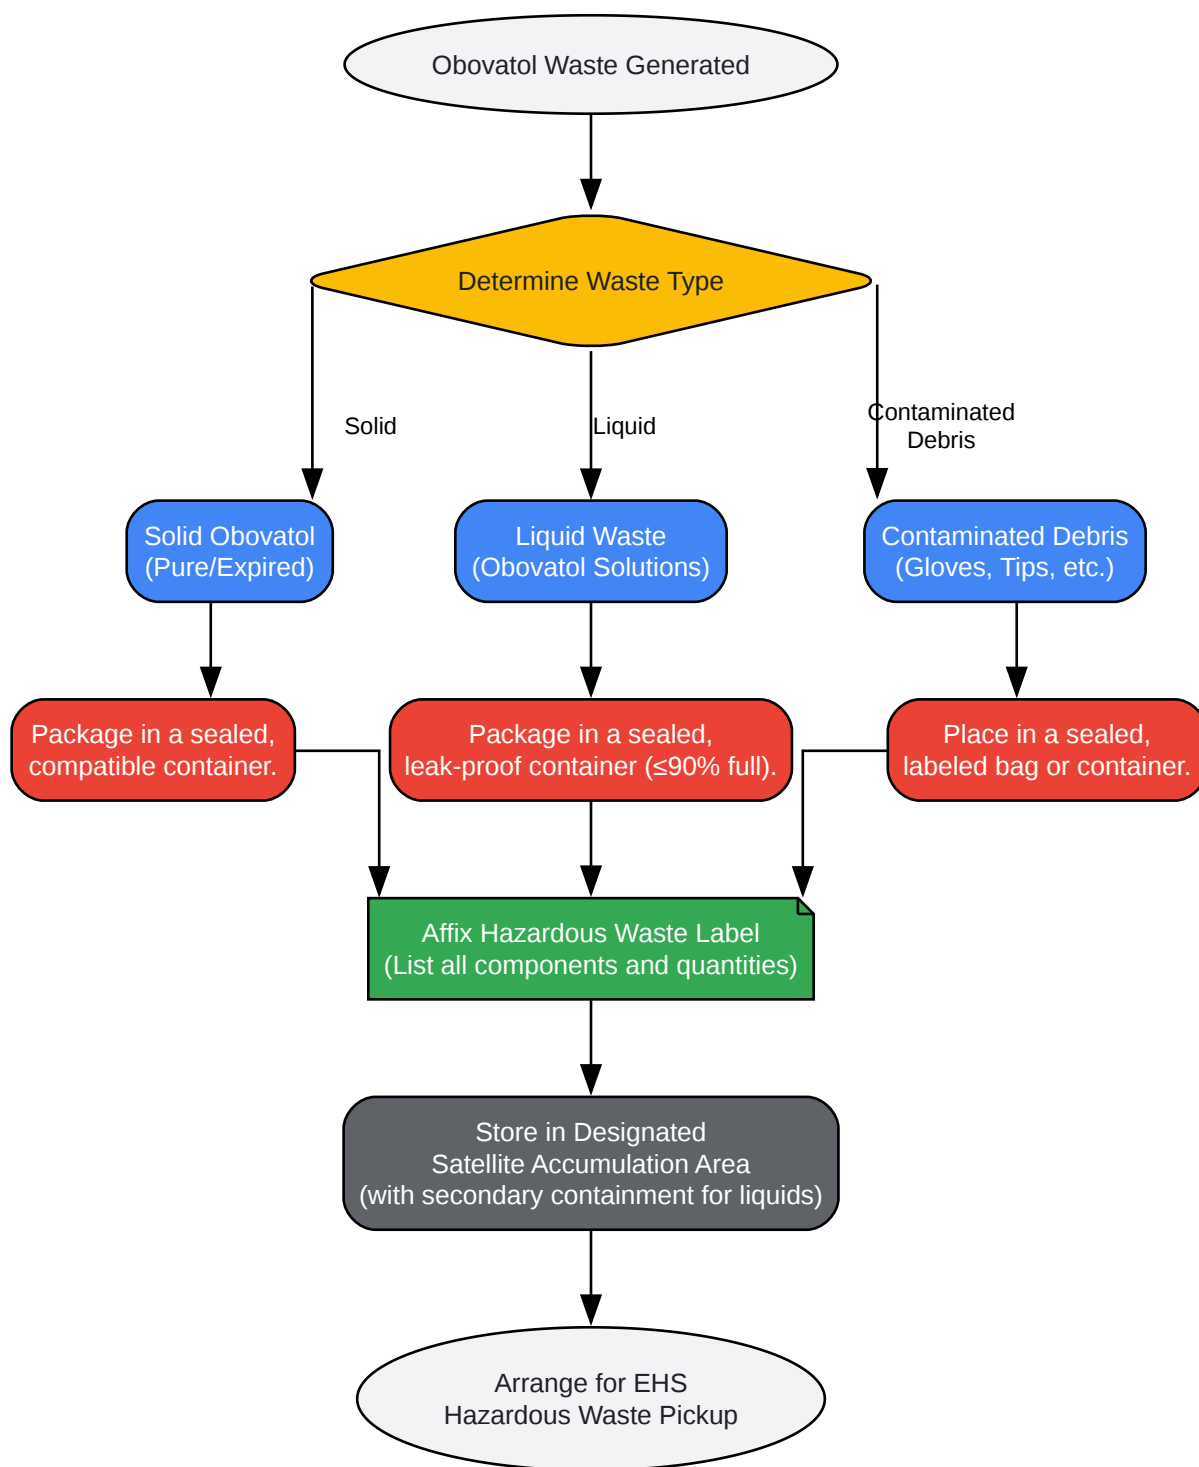 Obovatol Waste Generated
Determine Waste Type
Solid
Liquid
Contaminated
Debris
Solid Obovatol
(Pure/Expired)
Liquid Waste
(Obovatol Solutions)
Contaminated Debris
(Gloves, Tips, etc.)
Package in a sealed,
compatible container.
Package in a sealed,
leak-proof container (≤90% full).
Place in a sealed,
labeled bag or container.
Affix Hazardous Waste Label
(List all components and quantities)
Store in Designated
Satellite Accumulation Area
(with secondary containment for liquids)
Arrange for EHS
Hazardous Waste Pickup